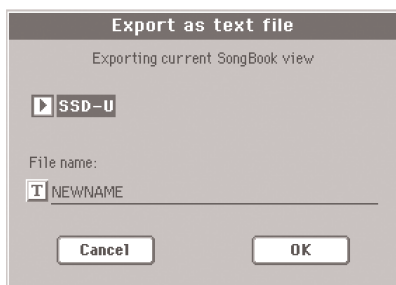 Export as text file
Exporting current SongBook view
SSD-U
File name:
T NEWNAME
Cancel OK